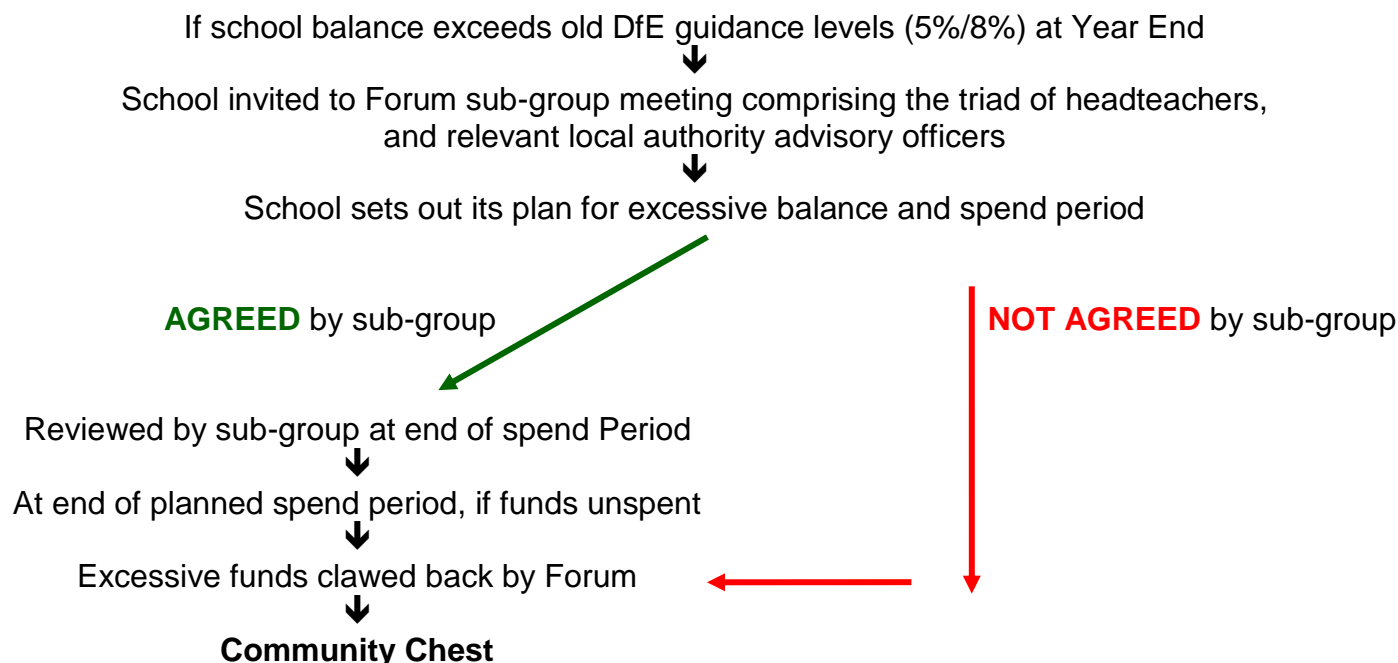 If school balance exceeds old DfE guidance levels (5%/8%) at Year End
School invited to Forum sub-group meeting comprising the triad of headteachers,
and relevant local authority advisory officers
School sets out its plan for excessive balance and spend period
AGREED by sub-group
NOT AGREED by sub-group
Reviewed by sub-group at end of spend Period
At end of planned spend period, if funds unspent
Excessive funds clawed back by Forum
Community Chest